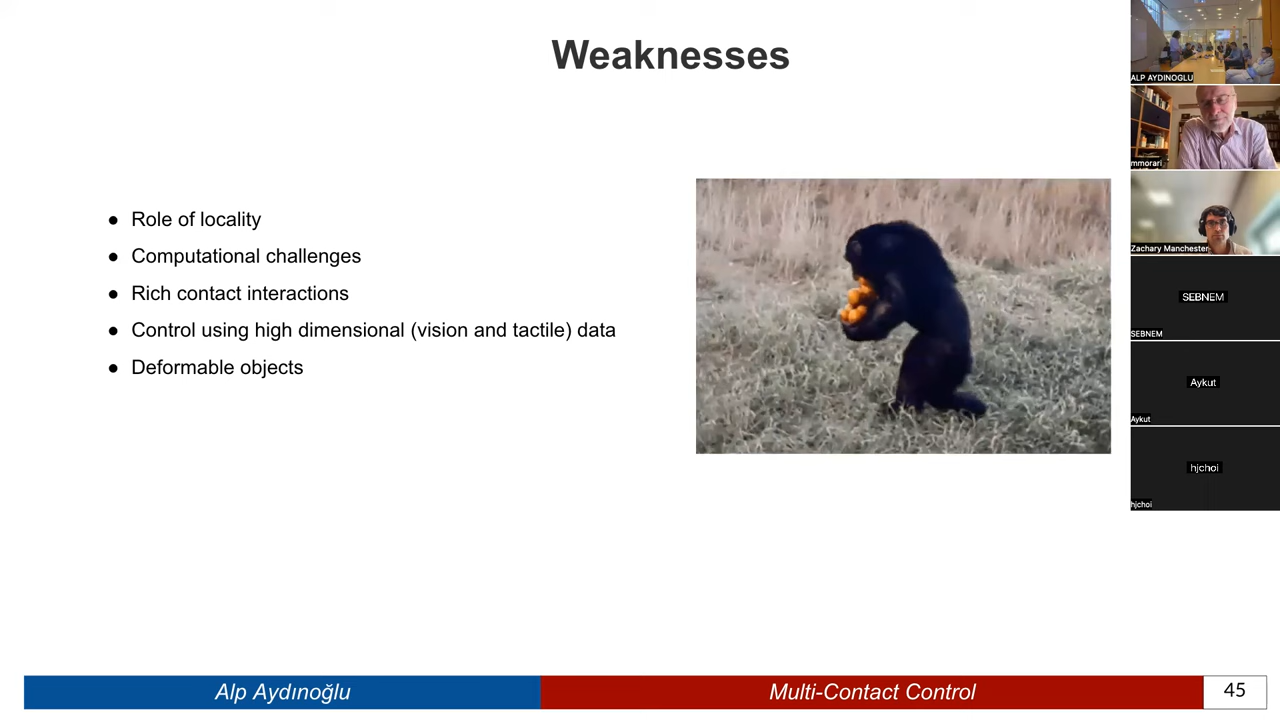 Weaknesses
● Role of locality
● Computational challenges
● Rich contact interactions
● Control using high dimensional (vision and tactile) data
● Deformable objects
Alp Aydınoğlu
Multi-Contact Control
45
ALP AYDINOGLU
mmorari
Zachary Manchester
SEBNEM
SEBNEM
Aykut
Aykut
hjchoi
hjchoi